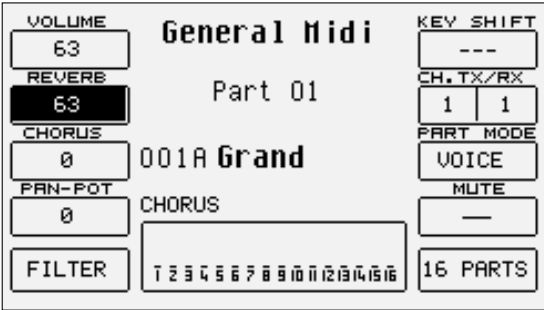 VOLUME
63
REVERB
63
CHORUS
0
PAN-POT
0
FILTER
General Midi
Part 01
001A Grand
CHORUS
1 2 3 4 5 6 7 8 9 10 11 12 13 14 15 16
KEY SHIFT
---
CH.TX/RX
1 1
PART MODE
VOICE
MUTE
—
16 PARTS